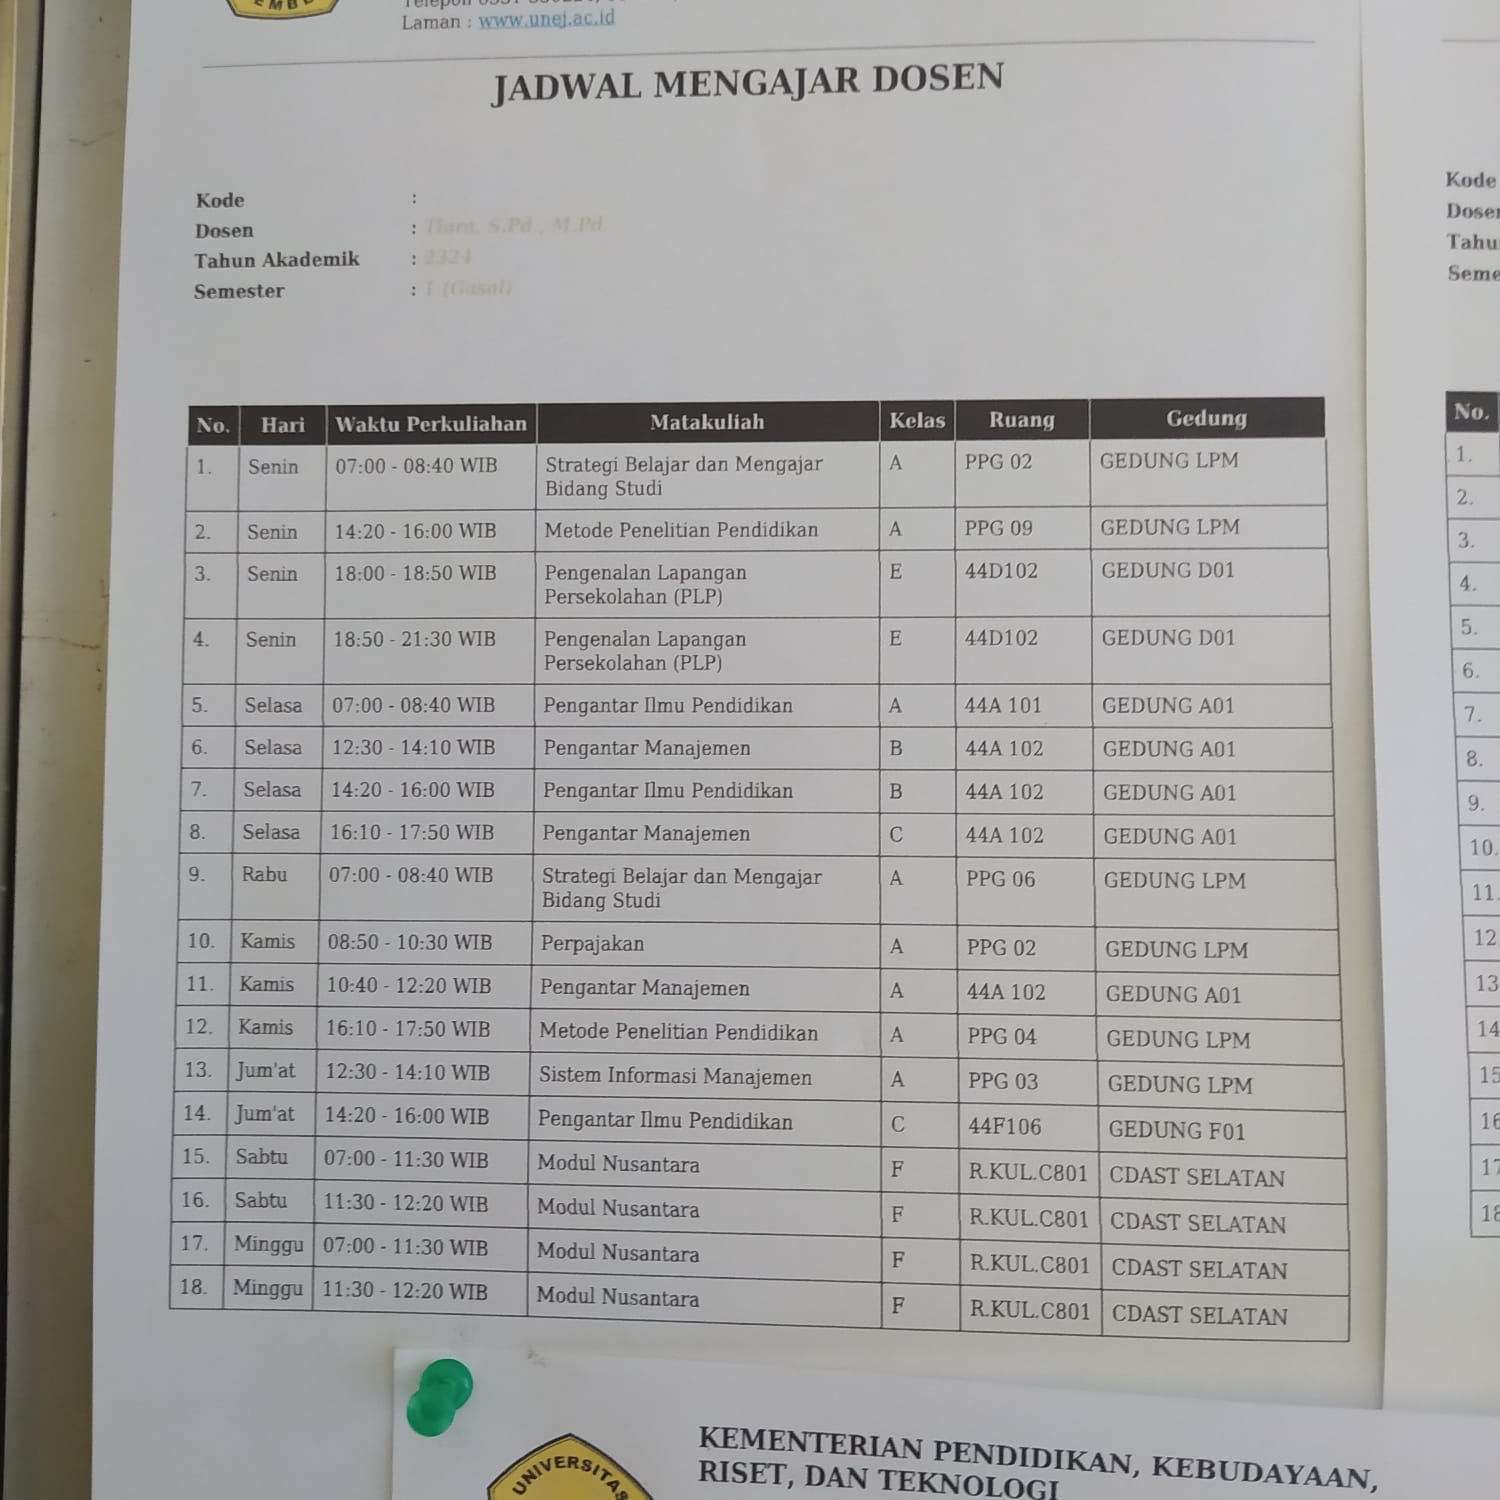 EMBE
Laman : www.unej.ac.id
JADWAL MENGAJAR DOSEN
Kode :
Dosen : S.Pd., M.Pd.
Tahun Akademik : 2324
Semester : 1 (Gasal)
No. Hari Waktu Perkuliahan Matakuliah Kelas Ruang Gedung
1. Senin 07:00 - 08:40 WIB Strategi Belajar dan Mengajar A PPG 02 GEDUNG LPM
Bidang Studi
2. Senin 14:20 - 16:00 WIB Metode Penelitian Pendidikan A PPG 09 GEDUNG LPM
3. Senin 18:00 - 18:50 WIB Pengenalan Lapangan E 44D102 GEDUNG D01
Persekolahan (PLP)
4. Senin 18:50 - 21:30 WIB Pengenalan Lapangan E 44D102 GEDUNG D01
Persekolahan (PLP)
5. Selasa 07:00 - 08:40 WIB Pengantar Ilmu Pendidikan A 44A 101 GEDUNG A01
6. Selasa 12:30 - 14:10 WIB Pengantar Manajemen B 44A 102 GEDUNG A01
7. Selasa 14:20 - 16:00 WIB Pengantar Ilmu Pendidikan B 44A 102 GEDUNG A01
8. Selasa 16:10 - 17:50 WIB Pengantar Manajemen C 44A 102 GEDUNG A01
9. Rabu 07:00 - 08:40 WIB Strategi Belajar dan Mengajar A PPG 06 GEDUNG LPM
Bidang Studi
10. Kamis 08:50 - 10:30 WIB Perpajakan A PPG 02 GEDUNG LPM
11. Kamis 10:40 - 12:20 WIB Pengantar Manajemen A 44A 102 GEDUNG A01
12. Kamis 16:10 - 17:50 WIB Metode Penelitian Pendidikan A PPG 04 GEDUNG LPM
13. Jum'at 12:30 - 14:10 WIB Sistem Informasi Manajemen A PPG 03 GEDUNG LPM
14. Jum'at 14:20 - 16:00 WIB Pengantar Ilmu Pendidikan C 44F106 GEDUNG F01
15. Sabtu 07:00 - 11:30 WIB Modul Nusantara F R.KUL.C801 CDAST SELATAN
16. Sabtu 11:30 - 12:20 WIB Modul Nusantara F R.KUL.C801 CDAST SELATAN
17. Minggu 07:00 - 11:30 WIB Modul Nusantara F R.KUL.C801 CDAST SELATAN
18. Minggu 11:30 - 12:20 WIB Modul Nusantara F R.KUL.C801 CDAST SELATAN
Kode
Dosen
Tahu
Seme
No.
1.
2.
3.
4.
5.
6.
7.
8.
9.
10.
11.
12
13
14
15
16
17
18
UNIVERSITAS
KEMENTERIAN PENDIDIKAN, KEBUDAYAAN,
RISET, DAN TEKNOLOGI